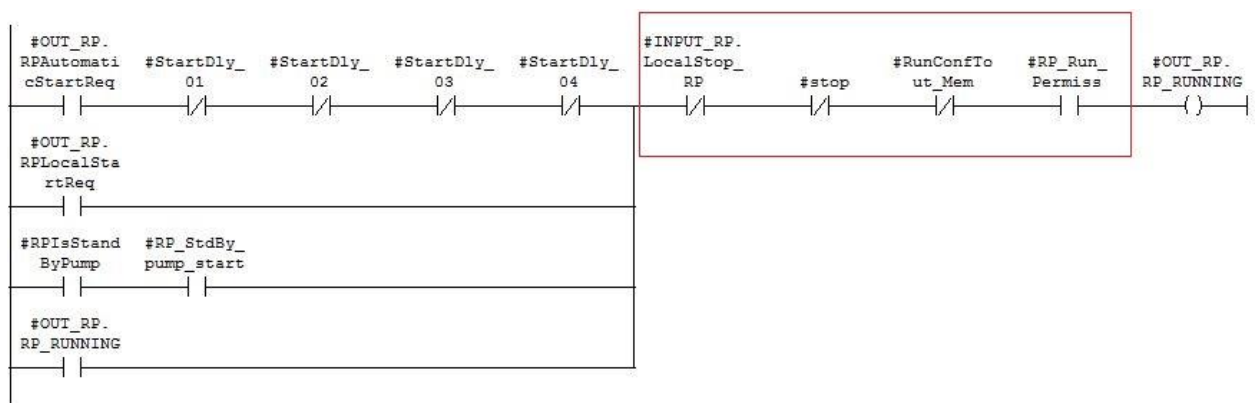 #OUT_RP.
RPAutomati
cStartReq
#StartDly_
01
#StartDly_
02
#StartDly_
03
#StartDly_
04
#INPUT_RP.
LocalStop_
RP
#stop
#RunConfTo
ut_Mem
#RP_Run_
Permiss
#OUT_RP.
RP_RUNNING
#OUT_RP.
RPLocalSta
rtReq
#RPIsStand
ByPump
#RP_StdBy_
pump_start
#OUT_RP.
RP_RUNNING